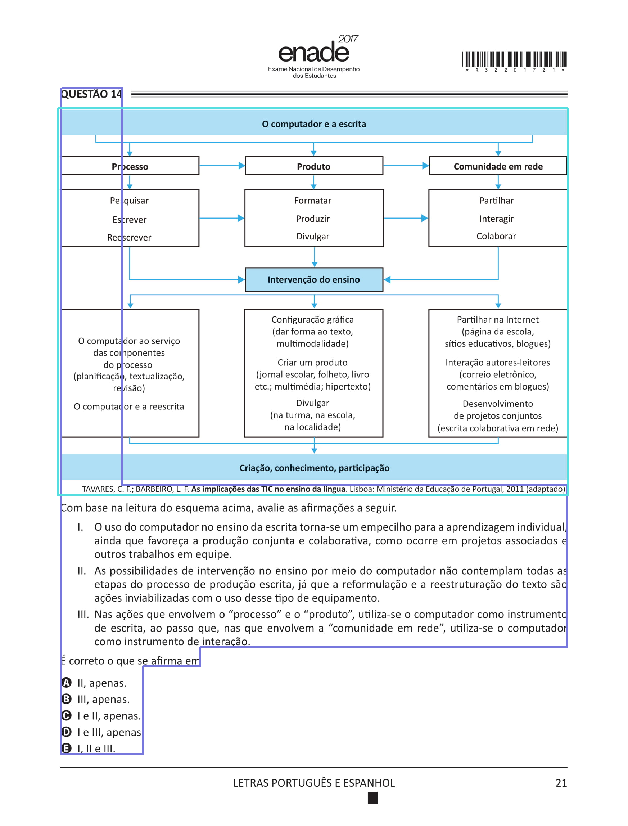 enade 2017
Exame Nacional de Desempenho
dos Estudantes
*R3220172​1*
QUESTÃO 14
O computador e a escrita
Processo
Produto
Comunidade em rede
Pesquisar
Escrever
Reescrever
Formatar
Produzir
Divulgar
Partilhar
Interagir
Colaborar
Intervenção do ensino
O computador ao serviço
das componentes
do processo
(planificação, textualização,
revisão)
O computador e a reescrita
Configuração gráfica
(dar forma ao texto,
multimodalidade)
Criar um produto
(jornal escolar, folheto, livro
etc.; multimédia; hipertexto)
Divulgar
(na turma, na escola,
na localidade)
Partilhar na Internet
(página da escola,
sítios educativos, blogues)
Interação autores-leitores
(correio eletrônico,
comentários em blogues)
Desenvolvimento
de projetos conjuntos
(escrita colaborativa em rede)
Criação, conhecimento, participação
TAVARES. C. F.; BARBEIRO, L. F. As implicações das TIC no ensino da língua. Lisboa: Ministério da Educação de Portugal, 2011 (adaptado).
Com base na leitura do esquema acima, avalie as afirmações a seguir.
I. O uso do computador no ensino da escrita torna-se um empecilho para a aprendizagem individual,
ainda que favoreça a produção conjunta e colaborativa, como ocorre em projetos associados e
outros trabalhos em equipe.
II. As possibilidades de intervenção no ensino por meio do computador não contemplam todas as
etapas do processo de produção escrita, já que a reformulação e a reestruturação do texto são
ações inviabilizadas com o uso desse tipo de equipamento.
III. Nas ações que envolvem o “processo” e o “produto”, utiliza-se o computador como instrumento
de escrita, ao passo que, nas que envolvem a “comunidade em rede”, utiliza-se o computador
como instrumento de interação.
É correto o que se afirma em
A II, apenas.
B III, apenas.
C I e II, apenas.
D I e III, apenas
E I, II e III.
LETRAS PORTUGUÊS E ESPANHOL
21